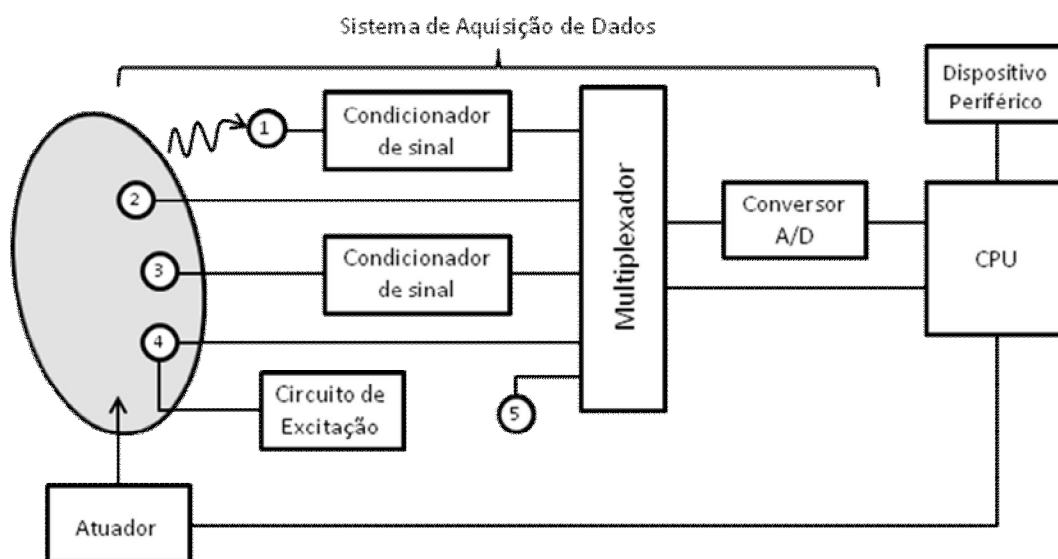 Sistema de Aquisição de Dados
Dispositivo
Periférico
1
Condicionador
de sinal
2
Multiplexador
Conversor
A/D
CPU
3
Condicionador
de sinal
4
Circuito de
Excitação
5
Atuador